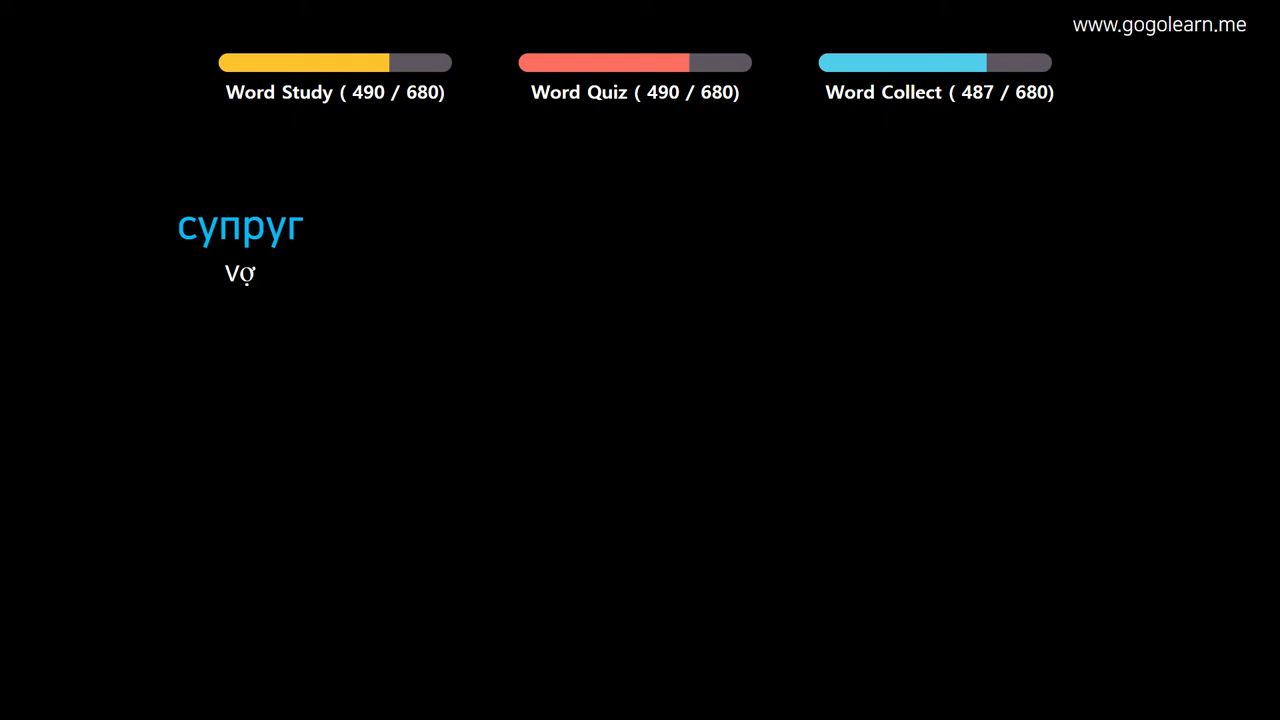 www.gogolearn.me
Word Study ( 490 / 680)
Word Quiz ( 490 / 680)
Word Collect ( 487 / 680)
супруг
Vợ